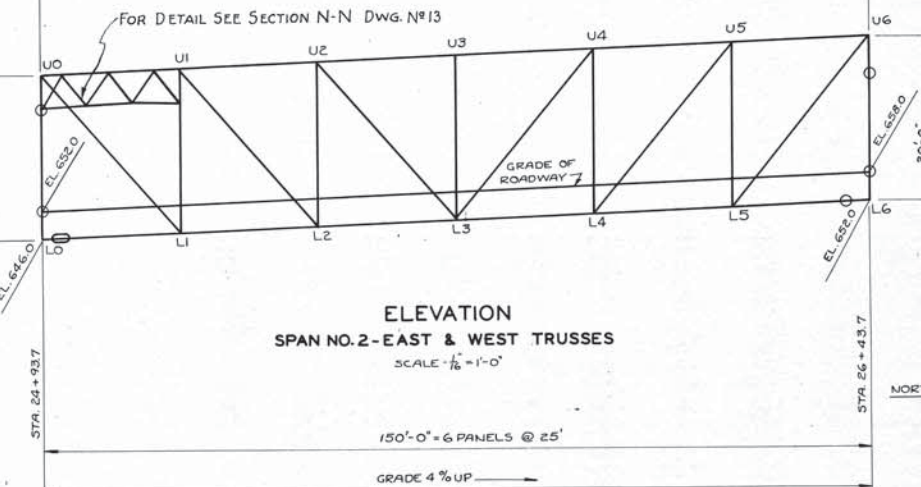 FOR DETAIL SEE SECTION N-N DWG. Nº13
U0
U1
U2
U3
U4
U5
U6
EL. 652.0
GRADE OF
ROADWAY
EL. 658.0
L0
L1
L2
L3
L4
L5
L6
EL. 646.0
EL. 652.0
ELEVATION
SPAN NO. 2-EAST & WEST TRUSSES
SCALE - 1/16" = 1'-0"
STA. 24+93.7
STA. 26+43.7
150'-0" = 6 PANELS @ 25'
GRADE 4% UP